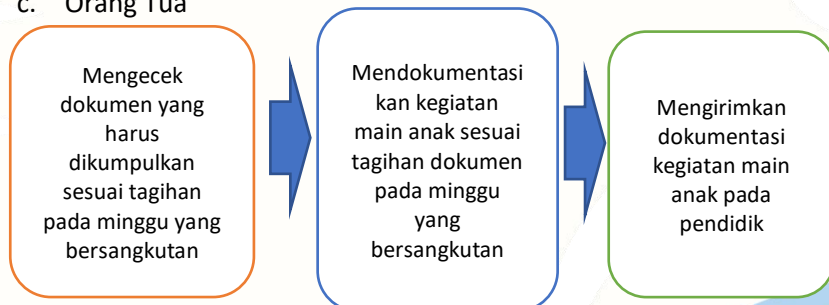 c. Orang Tua
Mengecek
dokumen yang
harus
dikumpulkan
sesuai tagihan
pada minggu yang
bersangkutan
Mendokumentasi
kan kegiatan
main anak sesuai
tagihan dokumen
pada minggu
yang
bersangkutan
Mengirimkan
dokumentasi
kegiatan main
anak pada
pendidik